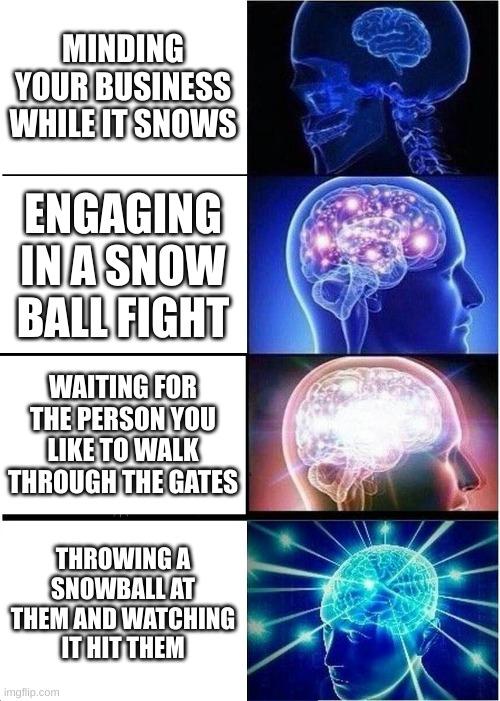 MINDING
YOUR BUSINESS
WHILE IT SNOWS
ENGAGING
IN A SNOW
BALL FIGHT
WAITING FOR
THE PERSON YOU
LIKE TO WALK
THROUGH THE GATES
THROWING A
SNOWBALL AT
THEM AND WATCHING
IT HIT THEM
imgflip.com